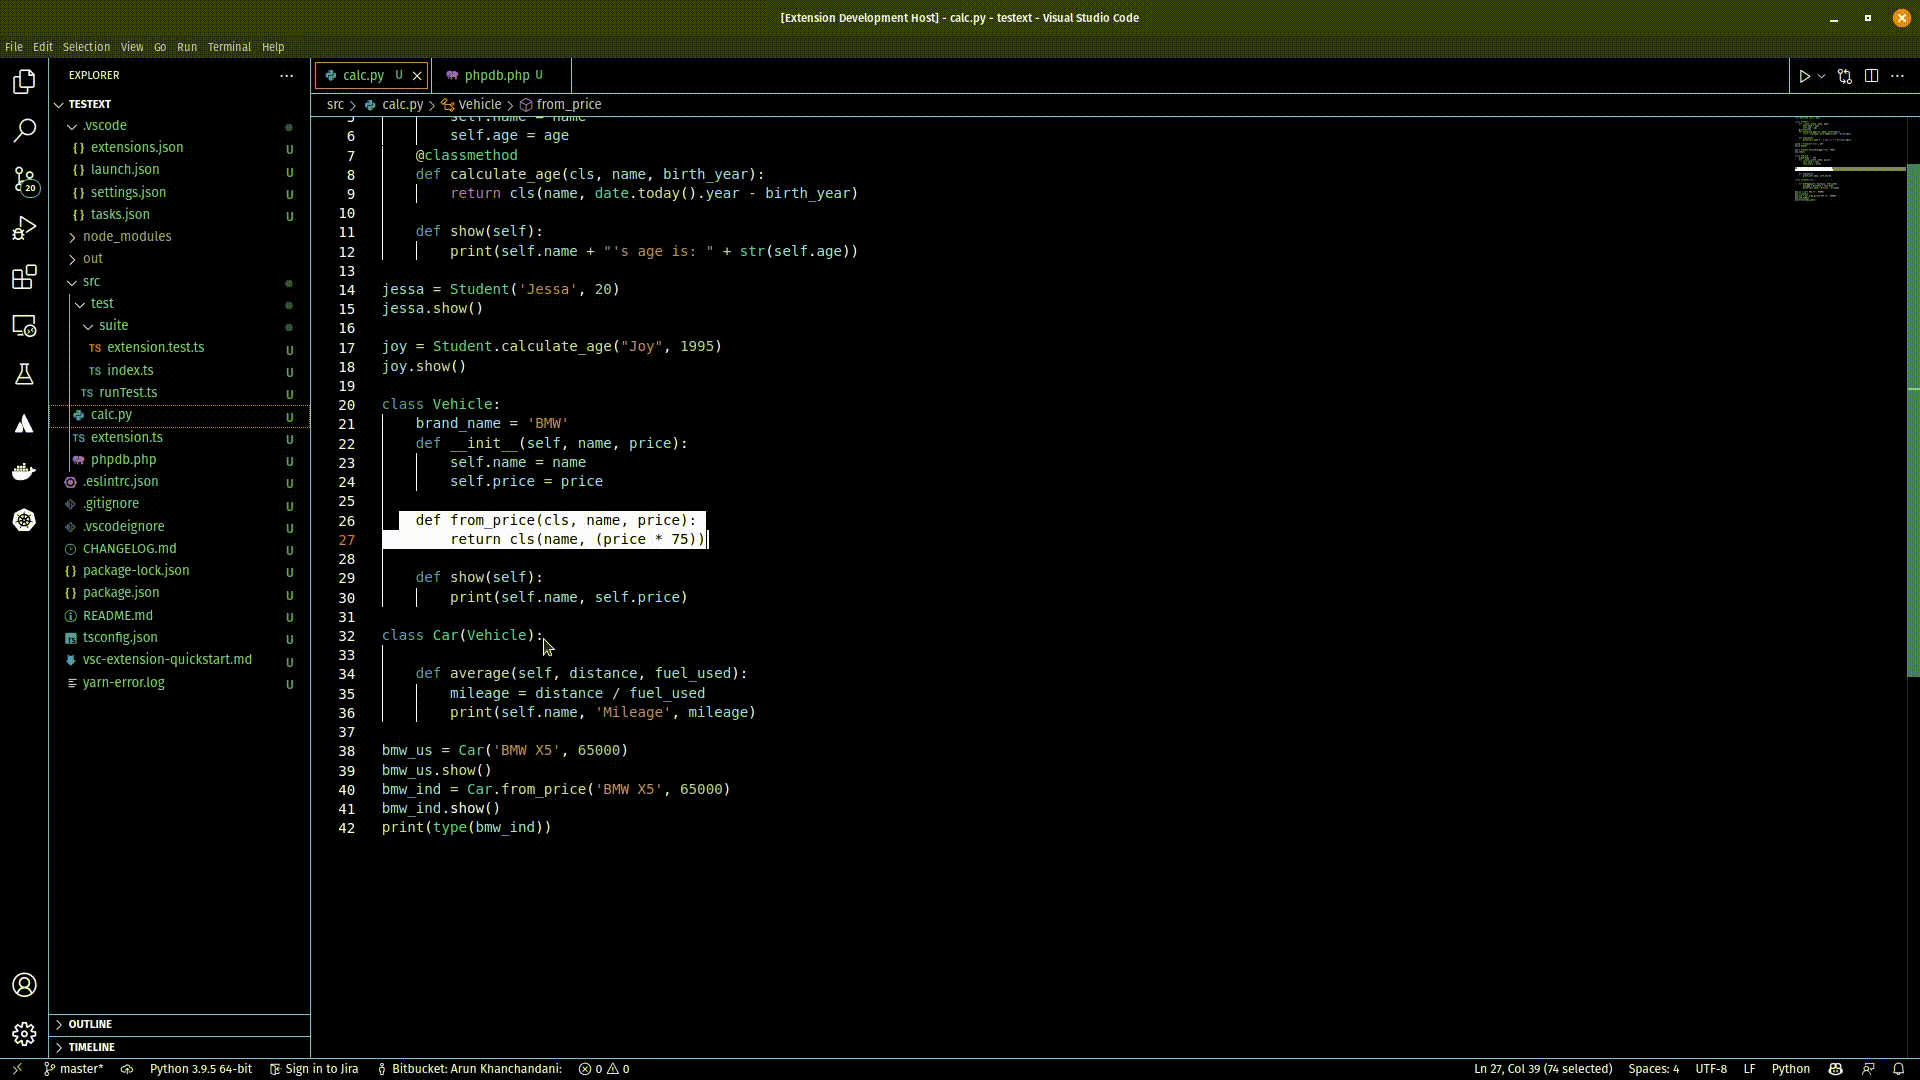 [Extension Development Host] - calc.py - testext - Visual Studio Code
File Edit Selection View Go Run Terminal Help
EXPLORER
TESTEXT
.vscode
extensions.json U
launch.json U
settings.json U
tasks.json U
node_modules
out
src
test
suite
TS extension.test.ts U
TS index.ts U
TS runTest.ts U
calc.py U
TS extension.ts U
phpdb.php U
.eslintrc.json U
.gitignore U
.vscodeignore U
CHANGELOG.md U
package-lock.json U
package.json U
README.md U
tsconfig.json U
vsc-extension-quickstart.md U
yarn-error.log U
OUTLINE
TIMELINE
20
calc.py U phpdb.php U
src > calc.py > Vehicle > from_price
5 self.name = name
6 self.age = age
7 @classmethod
8 def calculate_age(cls, name, birth_year):
9 return cls(name, date.today().year - birth_year)
10
11 def show(self):
12 print(self.name + "'s age is: " + str(self.age))
13
14 jessa = Student('Jessa', 20)
15 jessa.show()
16
17 joy = Student.calculate_age("Joy", 1995)
18 joy.show()
19
20 class Vehicle:
21 brand_name = 'BMW'
22 def __init__(self, name, price):
23 self.name = name
24 self.price = price
25
26 def from_price(cls, name, price):
27 return cls(name, (price * 75))
28
29 def show(self):
30 print(self.name, self.price)
31
32 class Car(Vehicle):
33
34 def average(self, distance, fuel_used):
35 mileage = distance / fuel_used
36 print(self.name, 'Mileage', mileage)
37
38 bmw_us = Car('BMW X5', 65000)
39 bmw_us.show()
40 bmw_ind = Car.from_price('BMW X5', 65000)
41 bmw_ind.show()
42 print(type(bmw_ind))
master* Python 3.9.5 64-bit Sign in to Jira Bitbucket: Arun Khanchandani: 0 0 Ln 27, Col 39 (74 selected) Spaces: 4 UTF-8 LF Python